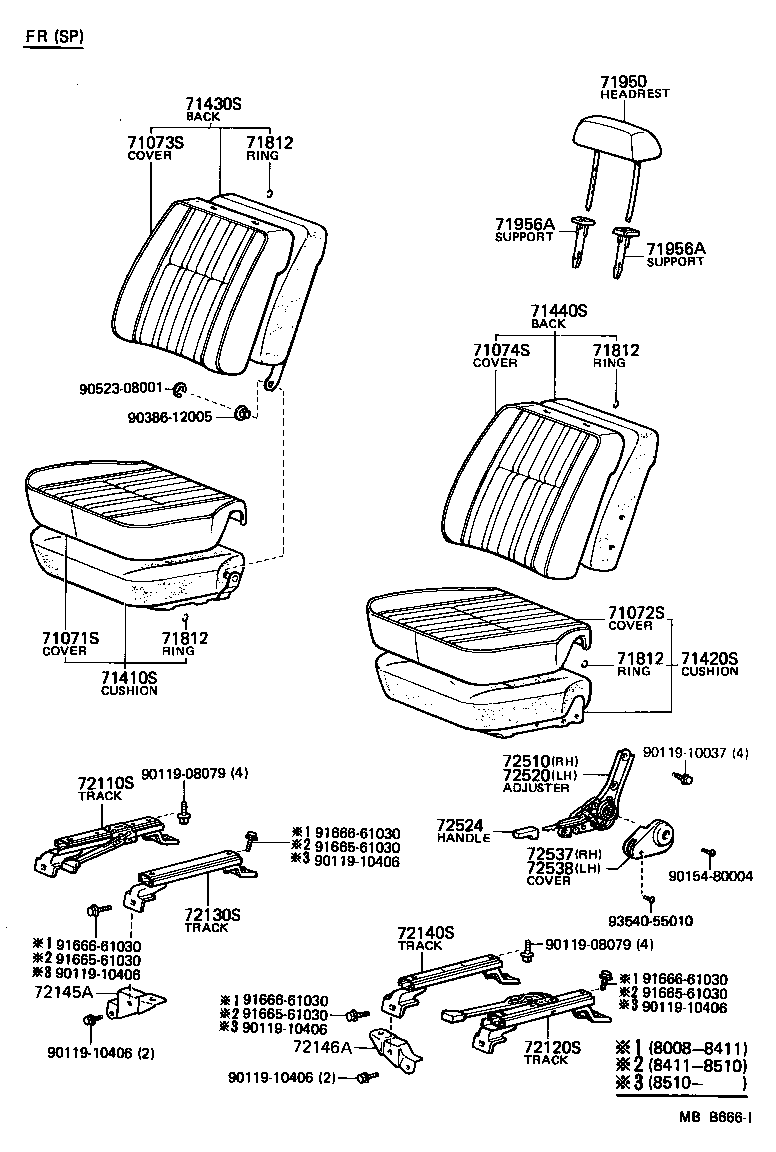 FR (SP)
71950
HEADREST
71430S
BACK
71073S
COVER
71812
RING
71956A
SUPPORT
71956A
SUPPORT
71440S
BACK
71074S
COVER
71812
RING
90523-08001
90386-12005
71071S
COVER
71812
RING
71410S
CUSHION
71072S
COVER
71812
RING
71420S
CUSHION
72510(RH)
72520(LH)
ADJUSTER
90119-10037 (4)
72110S
TRACK
90119-08079 (4)
72524
HANDLE
※1 91666-61030
※2 91665-61030
※3 90119-10406
72537(RH)
72538(LH)
COVER
90154-80004
72130S
TRACK
93540-55010
※1 91666-61030
※2 91665-61030
※3 90119-10406
72140S
TRACK
90119-08079 (4)
72145A
※1 91666-61030
※2 91665-61030
※3 90119-10406
※1 91666-61030
※2 91665-61030
※3 90119-10406
90119-10406 (2)
72146A
72120S
TRACK
90119-10406 (2)
※1 (8008-8411)
※2 (8411-8510)
※3 (8510- )
MB B666-I